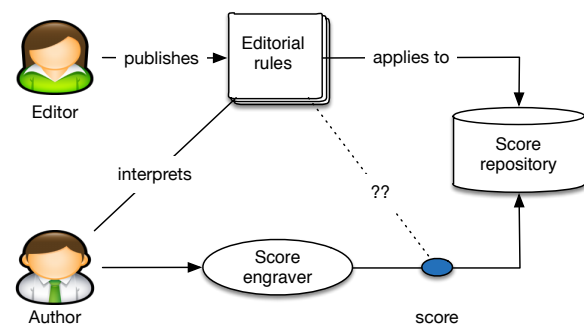 Editor
publishes
Editorial
rules
applies to
Score
repository
interprets
??
Author
Score
engraver
score